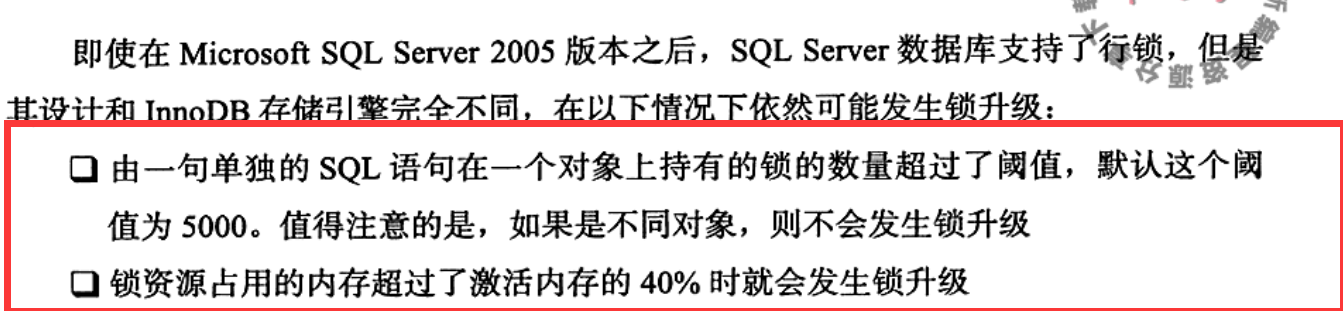 即使在 Microsoft SQL Server 2005 版本之后，SQL Server 数据库支持了行锁，但是
其设计和 InnoDB 存储引擎完全不同，在以下情况下依然可能发生锁升级：
❑ 由一句单独的 SQL 语句在一个对象上持有的锁的数量超过了阈值，默认这个阈
值为 5000。值得注意的是，如果是不同对象，则不会发生锁升级
❑ 锁资源占用的内存超过了激活内存的 40% 时就会发生锁升级